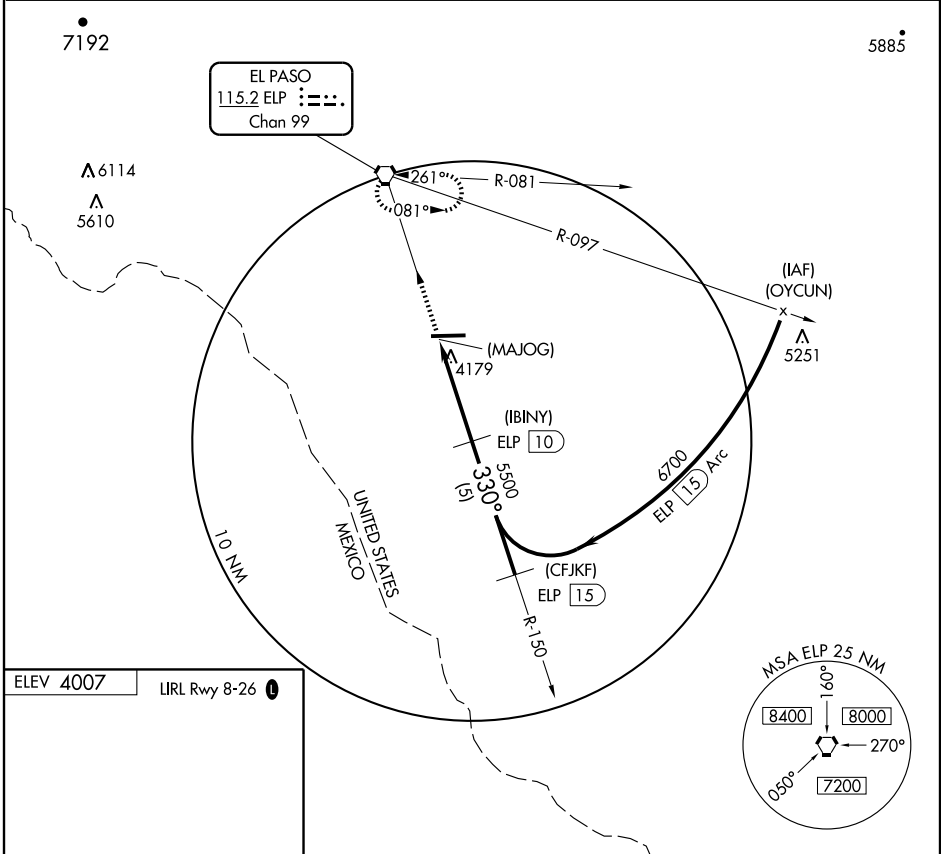 7192
5885
EL PASO
115.2 ELP
Chan 99
6114
5610
261°
R-081
081°
R-097
(IAF)
(OYCUN)
5251
(MAJOG)
4179
(IBINY)
ELP 10
330°
5500
(5)
6700
ELP 15 Arc
UNITED STATES
MEXICO
10 NM
(CFJKF)
ELP 15
R-150
ELEV 4007
LIRL Rwy 8-26 L
MSA ELP 25 NM
160°
8400
8000
270°
050°
7200